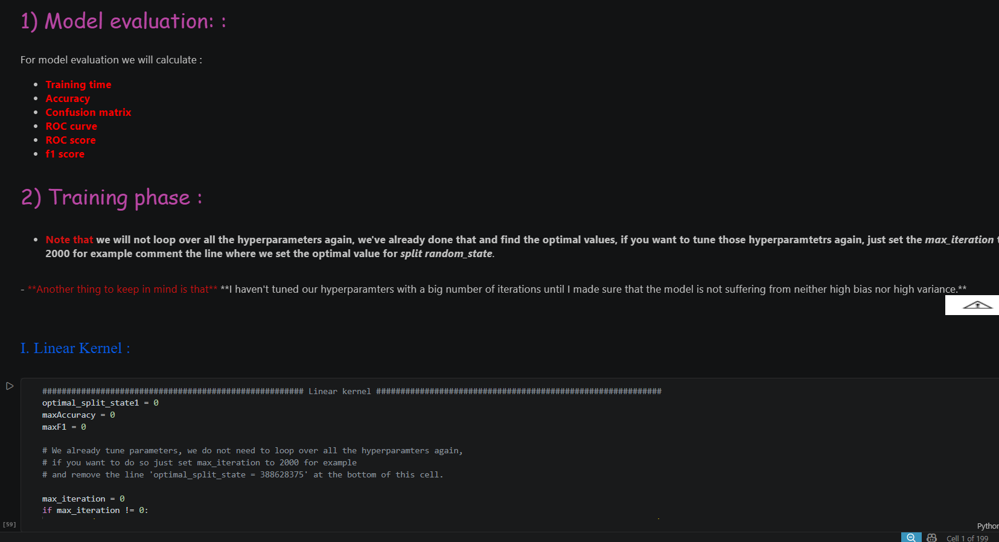 1) Model evaluation: :
For model evaluation we will calculate :
• Training time
• Accuracy
• Confusion matrix
• ROC curve
• ROC score
• f1 score
2) Training phase :
• Note that we will not loop over all the hyperparameters again, we've already done that and find the optimal values, if you want to tune those hyperparamtetrs again, just set the max_iteration
2000 for example comment the line where we set the optimal value for split random_state.
- **Another thing to keep in mind is that** **I haven't tuned our hyperparamters with a big number of iterations until I made sure that the model is not suffering from neither high bias nor high variance.**
I. Linear Kernel :
###################################################### Linear kernel ###########################################################
optimal_split_state1 = 0
maxAccuracy = 0
maxF1 = 0
# We already tune parameters, we do not need to loop over all the hyperparamters again,
# if you want to do so just set max_iteration to 2000 for example
# and remove the line 'optimal_split_state = 388628375' at the bottom of this cell.
max_iteration = 0
if max_iteration != 0:
[59]
Python
Cell 1 of 199